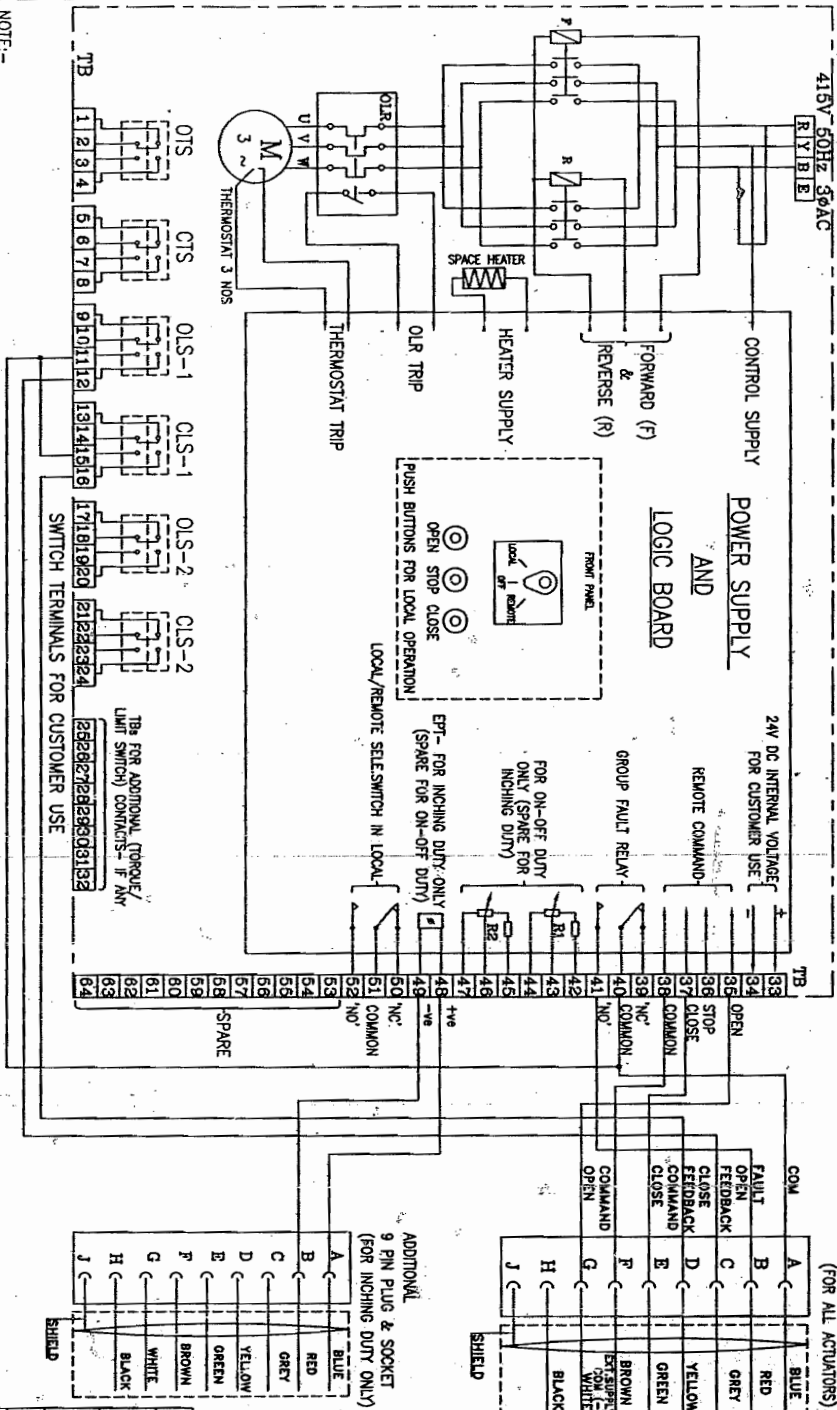 415V 50Hz 3⌀AC
R Y B E
F
R
OLR
U V W
M
3 ~
THERMOSTAT 3 NOS
SPACE HEATER
CONTROL SUPPLY
FORWARD (F)
&
REVERSE (R)
HEATER SUPPLY
OLR TRIP
THERMOSTAT TRIP
POWER SUPPLY
AND
LOGIC BOARD
FRONT PANEL
LOCAL
OFF
REMOTE
OPEN STOP CLOSE
PUSH BUTTONS FOR LOCAL OPERATION
24V DC INTERNAL VOLTAGE
FOR CUSTOMER USE
+
-
REMOTE COMMAND
GROUP FAULT RELAY
FOR ON-OFF DUTY
ONLY (SPARE FOR
INCHING DUTY)
R1
R2
EPT- FOR INCHING DUTY ONLY
(SPARE FOR ON-OFF DUTY)
LOCAL/REMOTE SELE.SWITCH IN LOCAL
TB
33
34
35 OPEN
36 STOP
37 CLOSE
38 COMMON
39 'NC'
40 COMMON
41 'NO'
42
43
44
45
46
47
48 +ve
49 -ve
50 'NC'
51 COMMON
52 'NO'
53
54
55
56
57
58
59
60
61
62
63
64
SPARE
OTS
CTS
OLS-1
CLS-1
OLS-2
CLS-2
TB
1 2 3 4
5 6 7 8
9 10 11 12
13 14 15 16
17 18 19 20
21 22 23 24
25 26 27 28 29 30 31 32
SWITCH TERMINALS FOR CUSTOMER USE
TBs FOR ADDITIONAL (TORQUE/
LIMIT SWITCH) CONTACTS- IF ANY
NOTE:-
(FOR ALL ACTUATORS)
COM
FAULT
OPEN
FEEDBACK
CLOSE
FEEDBACK
COMMAND
CLOSE
COMMAND
OPEN
A BLUE
B RED
C GREY
D YELLOW
E GREEN
F BROWN
EXT.SUPPLY
COM (-
G WHITE
H BLACK
J
SHIELD
ADDITIONAL
9 PIN PLUG & SOCKET
(FOR INCHING DUTY ONLY)
A BLUE
B RED
C GREY
D YELLOW
E GREEN
F BROWN
G WHITE
H BLACK
J
SHIELD